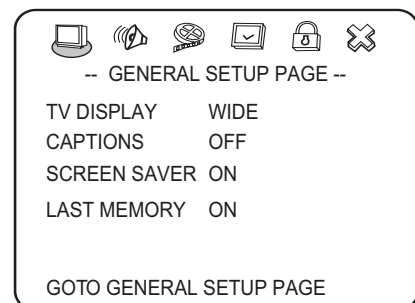 -- GENERAL SETUP PAGE --
TV DISPLAY WIDE
CAPTIONS OFF
SCREEN SAVER ON
LAST MEMORY ON
GOTO GENERAL SETUP PAGE